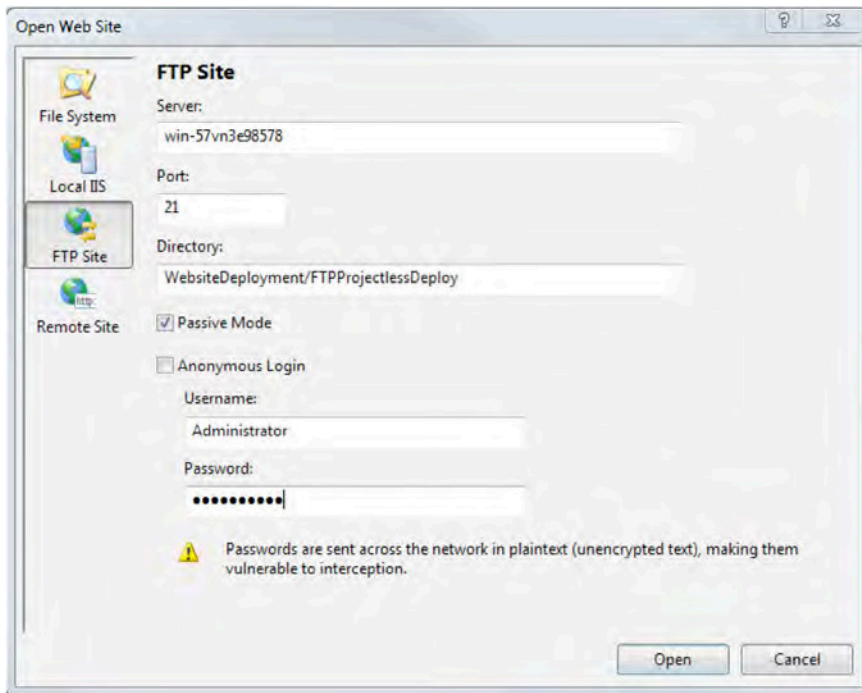 Open Web Site
File System
Local IIS
FTP Site
http:
Remote Site
FTP Site
Server:
win-57vn3e98578
Port:
21
Directory:
WebsiteDeployment/FTPProjectlessDeploy
Passive Mode
Anonymous Login
Username:
Administrator
Password:
••••••••••
Passwords are sent across the network in plaintext (unencrypted text), making them
vulnerable to interception.
Open
Cancel